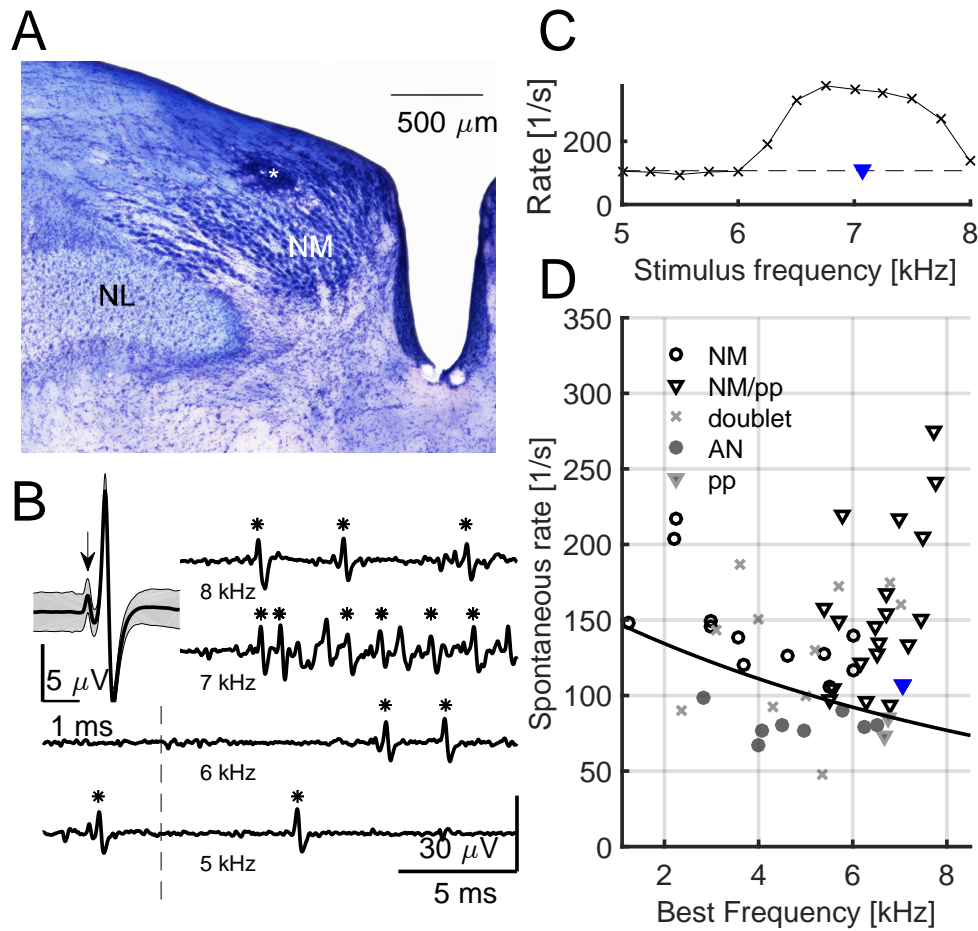 A
500 μm
*
NM
NL
B
5 μV
1 ms
* * *
8 kHz
* * * * * *
7 kHz
* *
6 kHz
* *
5 kHz
30 μV
5 ms
C
Rate [1/s]
200
0
5 6 7 8
Stimulus frequency [kHz]
D
Spontaneous rate [1/s]
350
300
250
200
150
100
50
0
NM
NM/pp
doublet
AN
pp
2 4 6 8
Best Frequency [kHz]